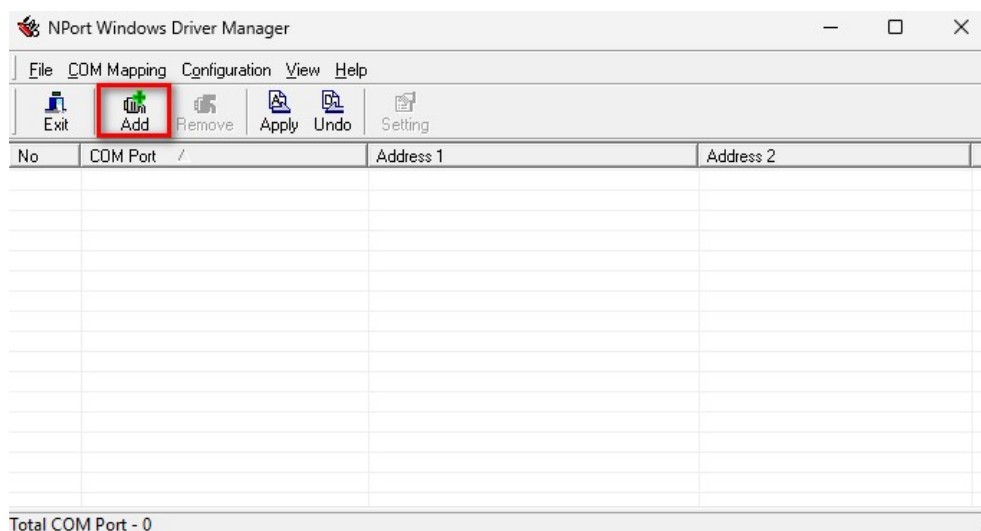 NPort Windows Driver Manager
File COM Mapping Configuration View Help
Exit Add Remove Apply Undo Setting
No COM Port Address 1 Address 2
Total COM Port - 0